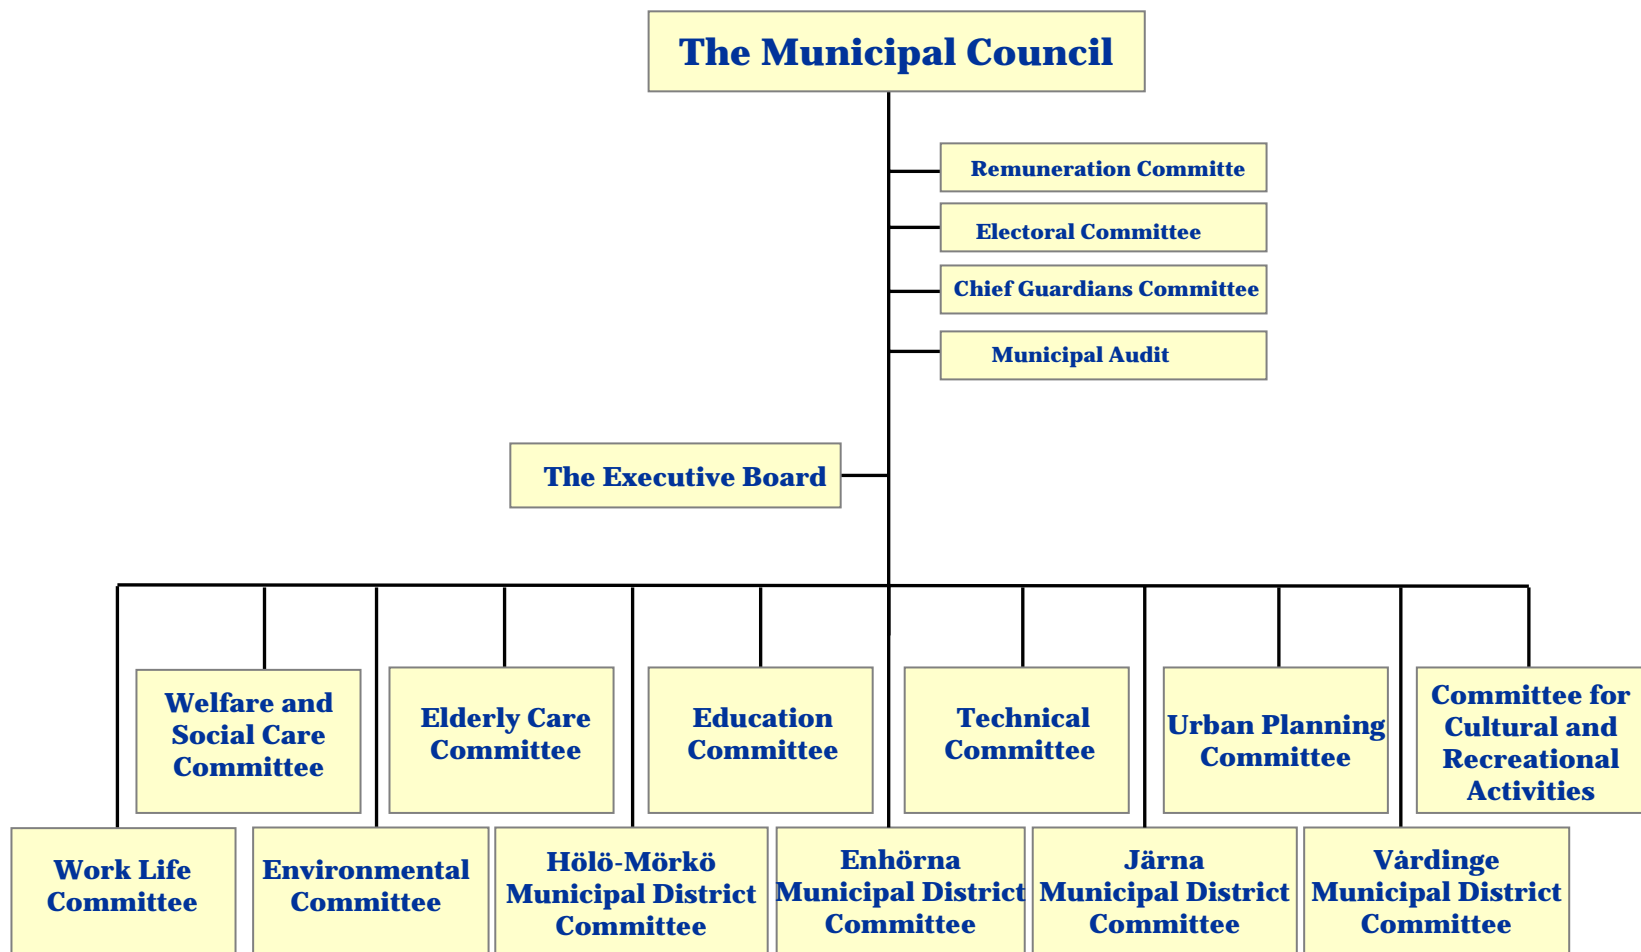 The Municipal Council
Remuneration Committe
Electoral Committee
Chief Guardians Committee
Municipal Audit
The Executive Board
Welfare and
Social Care
Committee
Elderly Care
Committee
Education
Committee
Technical
Committee
Urban Planning
Committee
Committee for
Cultural and
Recreational
Activities
Work Life
Committee
Environmental
Committee
Hölö-Mörkö
Municipal District
Committee
Enhörna
Municipal District
Committee
Järna
Municipal District
Committee
Vårdinge
Municipal District
Committee